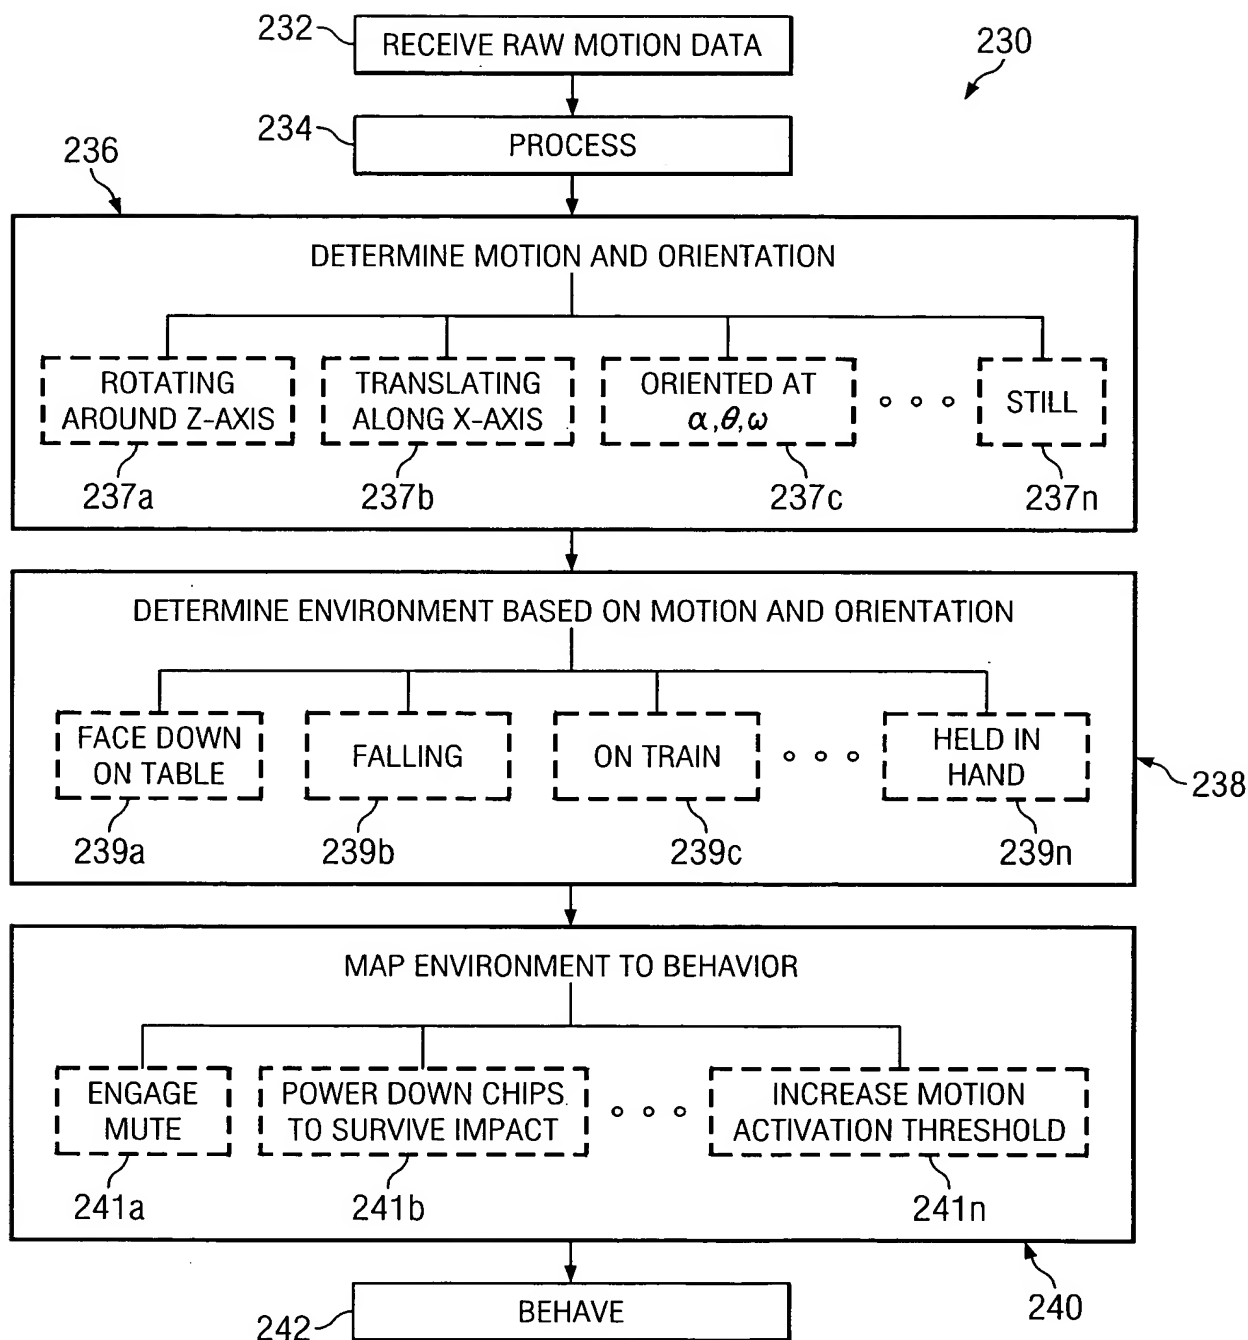 232
RECEIVE RAW MOTION DATA
230
234
PROCESS
236
DETERMINE MOTION AND ORIENTATION
ROTATING
AROUND Z-AXIS
TRANSLATING
ALONG X-AXIS
ORIENTED AT
α,θ,ω
STILL
237a
237b
237c
237n
DETERMINE ENVIRONMENT BASED ON MOTION AND ORIENTATION
FACE DOWN
ON TABLE
FALLING
ON TRAIN
HELD IN
HAND
238
239a
239b
239c
239n
MAP ENVIRONMENT TO BEHAVIOR
ENGAGE
MUTE
POWER DOWN CHIPS
TO SURVIVE IMPACT
INCREASE MOTION
ACTIVATION THRESHOLD
241a
241b
241n
240
242
BEHAVE